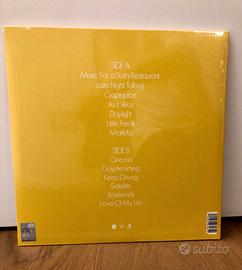 SIDE A
Music For a Sushi Restaurant
Late Night Talking
Grapejuice
As It Was
Daylight
Little Freak
Matilda
SIDE B
Cinema
Daydreaming
Keep Driving
Satellite
Boyfriends
Love Of My Life
subito